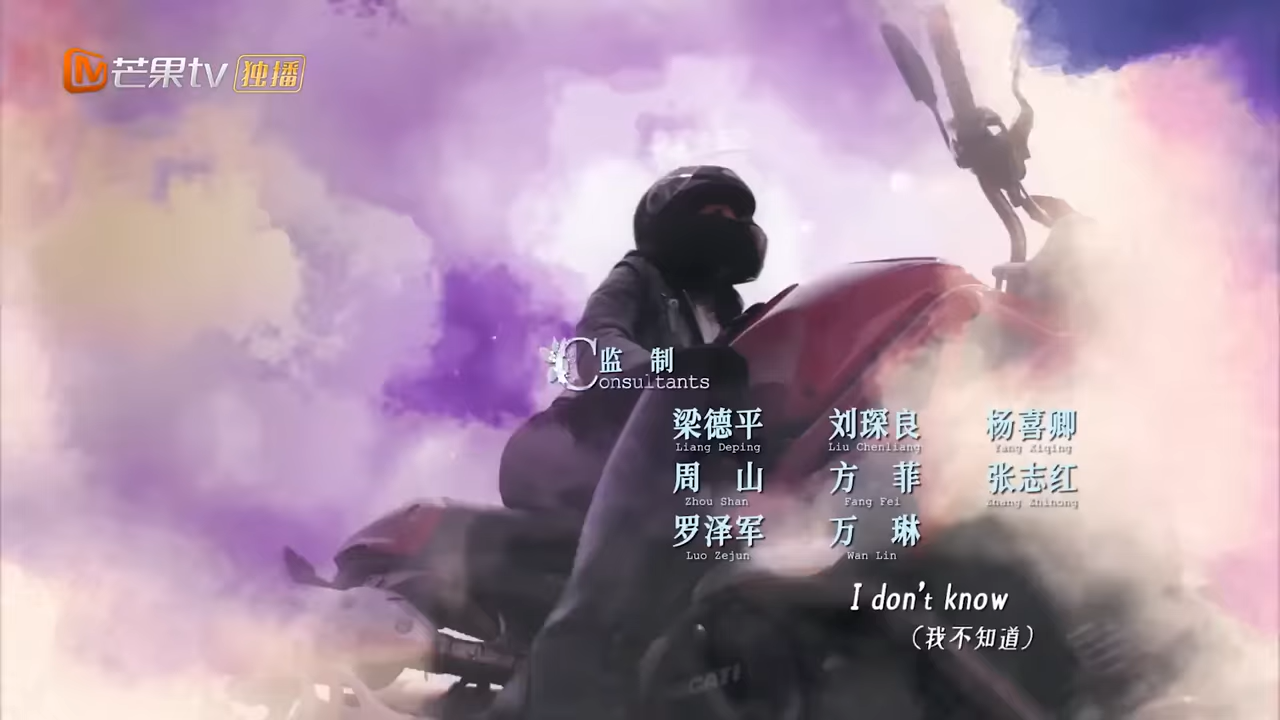 芒果tv 独播
监 制
Consultants
梁德平 刘琛良 杨喜卿
Liang Deping Liu Chenliang Yang Xiqing
周 山 方 菲 张志红
Zhou Shan Fang Fei Zhang Zhihong
罗泽军 万 琳
Luo Zejun Wan Lin
I don't know
（我不知道）